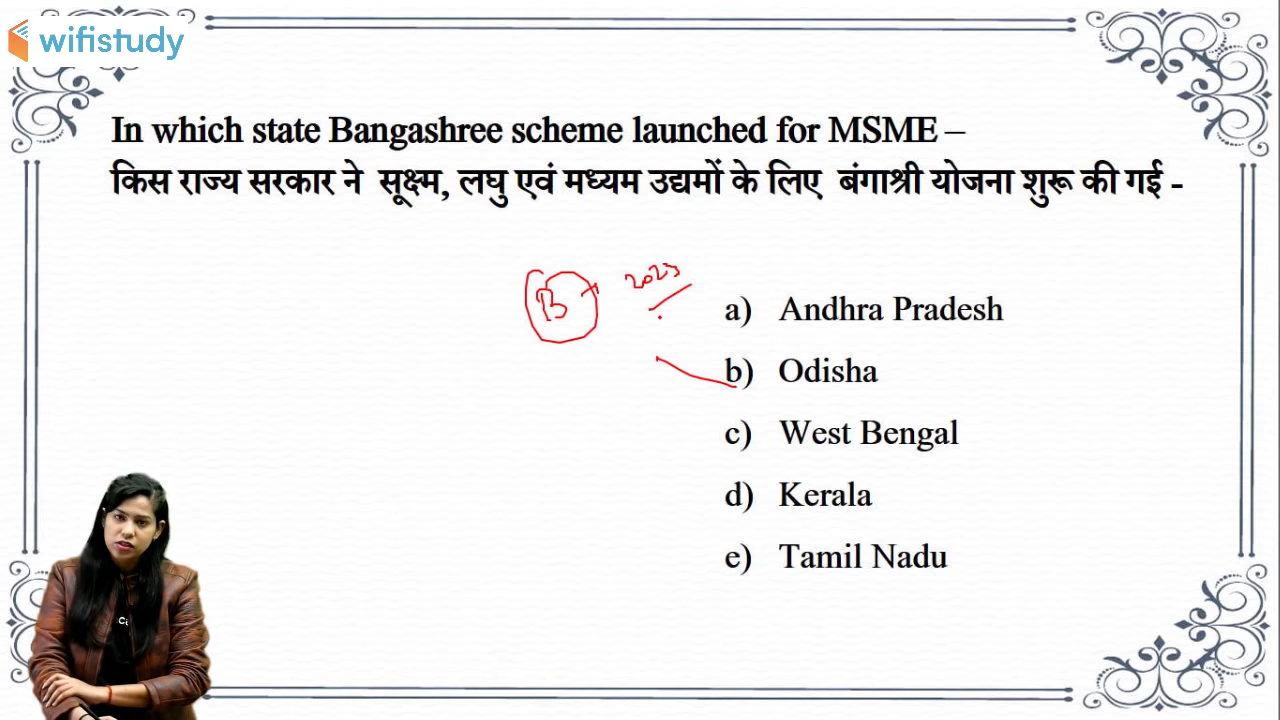 wifistudy
In which state Bangashree scheme launched for MSME –
किस राज्य सरकार ने सूक्ष्म, लघु एवं मध्यम उद्यमों के लिए बंगाश्री योजना शुरू की गई -
B 2023
a) Andhra Pradesh
b) Odisha
c) West Bengal
d) Kerala
e) Tamil Nadu